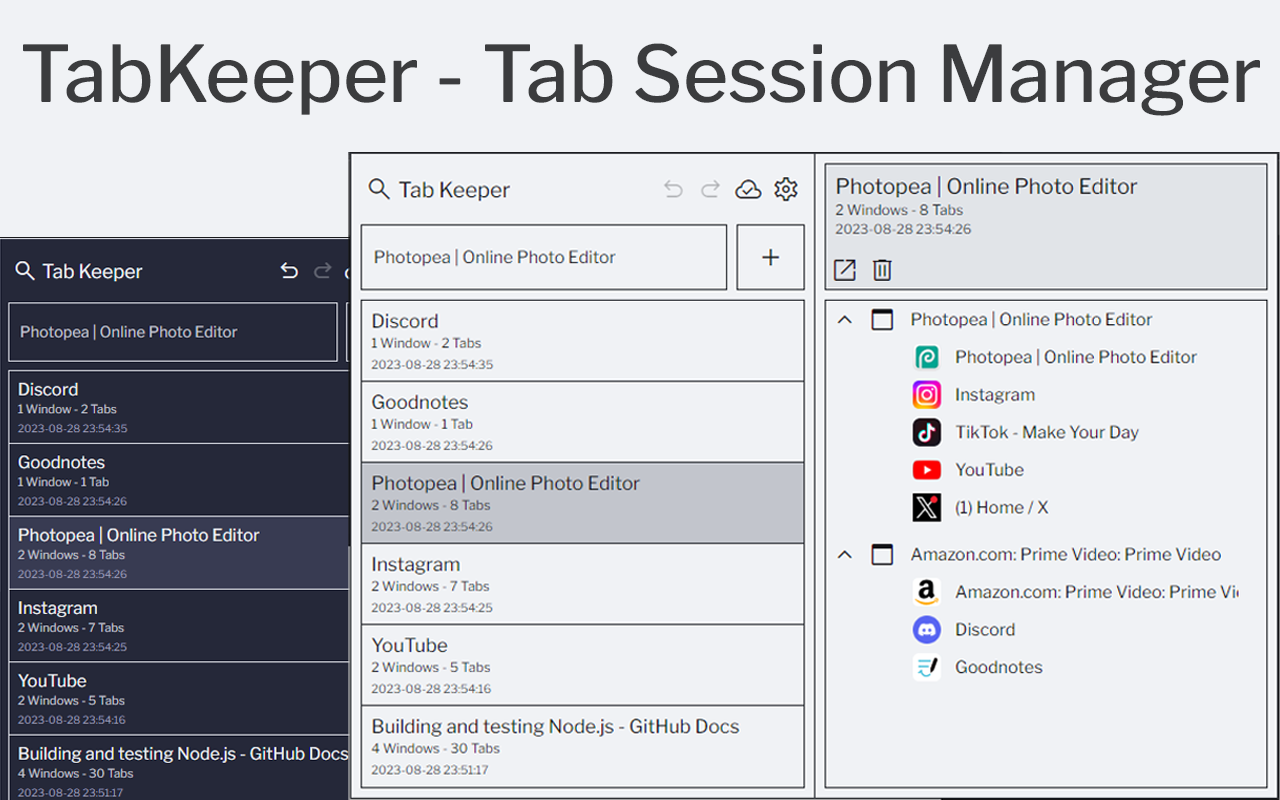 TabKeeper - Tab Session Manager
Tab Keeper
Photopea | Online Photo Editor
Discord
1 Window - 2 Tabs
2023-08-28 23:54:35
Goodnotes
1 Window - 1 Tab
2023-08-28 23:54:26
Photopea | Online Photo Editor
2 Windows - 8 Tabs
2023-08-28 23:54:26
Instagram
2 Windows - 7 Tabs
2023-08-28 23:54:25
YouTube
2 Windows - 5 Tabs
2023-08-28 23:54:16
Building and testing Node.js - GitHub Docs
4 Windows - 30 Tabs
2023-08-28 23:51:17
Tab Keeper
Photopea | Online Photo Editor
Discord
1 Window - 2 Tabs
2023-08-28 23:54:35
Goodnotes
1 Window - 1 Tab
2023-08-28 23:54:26
Photopea | Online Photo Editor
2 Windows - 8 Tabs
2023-08-28 23:54:26
Instagram
2 Windows - 7 Tabs
2023-08-28 23:54:25
YouTube
2 Windows - 5 Tabs
2023-08-28 23:54:16
Building and testing Node.js - GitHub Docs
4 Windows - 30 Tabs
2023-08-28 23:51:17
Photopea | Online Photo Editor
2 Windows - 8 Tabs
2023-08-28 23:54:26
Photopea | Online Photo Editor
Photopea | Online Photo Editor
Instagram
TikTok - Make Your Day
YouTube
(1) Home / X
Amazon.com: Prime Video: Prime Video
Amazon.com: Prime Video: Prime Vi
Discord
Goodnotes